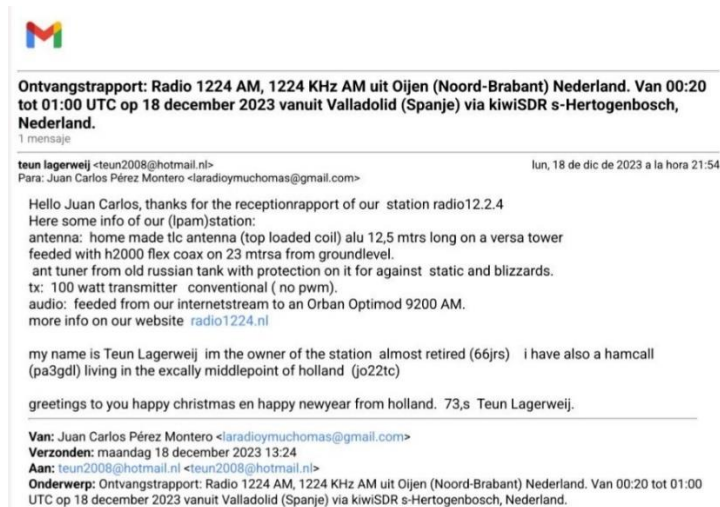 Ontvangstrapport: Radio 1224 AM, 1224 KHz AM uit Oijen (Noord-Brabant) Nederland. Van 00:20
tot 01:00 UTC op 18 december 2023 vanuit Valladolid (Spanje) via kiwiSDR s-Hertogenbosch,
Nederland.
1 mensaje
teun lagerweij <teun2008@hotmail.nl> lun, 18 de dic de 2023 a la hora 21:54
Para: Juan Carlos Pérez Montero <laradioymuchomas@gmail.com>
Hello Juan Carlos, thanks for the receptionrapport of our station radio12.2.4
Here some info of our (lpam)station:
antenna: home made tlc antenna (top loaded coil) alu 12,5 mtrs long on a versa tower
feeded with h2000 flex coax on 23 mtrsa from groundlevel.
ant tuner from old russian tank with protection on it for against static and blizzards.
tx: 100 watt transmitter conventional ( no pwm).
audio: feeded from our internetstream to an Orban Optimod 9200 AM.
more info on our website radio1224.nl
my name is Teun Lagerweij im the owner of the station almost retired (66jrs) i have also a hamcall
(pa3gdl) living in the excally middlepoint of holland (jo22tc)
greetings to you happy christmas en happy newyear from holland. 73,s Teun Lagerweij.
Van: Juan Carlos Pérez Montero <laradioymuchomas@gmail.com>
Verzonden: maandag 18 december 2023 13:24
Aan: teun2008@hotmail.nl <teun2008@hotmail.nl>
Onderwerp: Ontvangstrapport: Radio 1224 AM, 1224 KHz AM uit Oijen (Noord-Brabant) Nederland. Van 00:20 tot 01:00
UTC op 18 december 2023 vanuit Valladolid (Spanje) via kiwiSDR s-Hertogenbosch, Nederland.